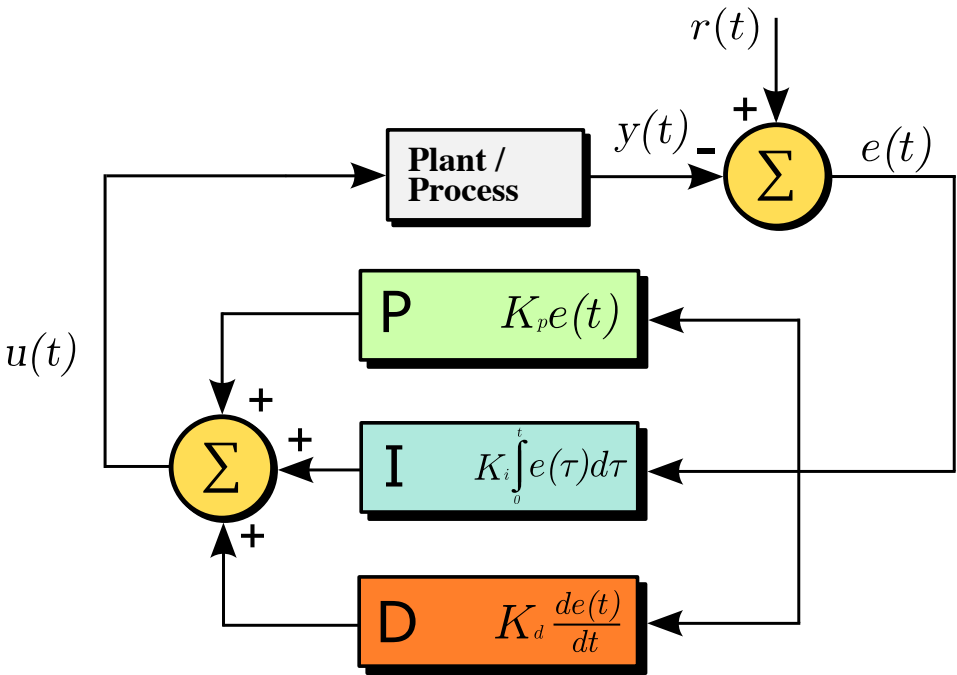 r(t)
+
Plant /
Process
y(t)
-
Σ
e(t)
P K_p e(t)
u(t)
+
+
Σ
I K_i ∫_0^t e(τ)dτ
+
D K_d de(t)/dt